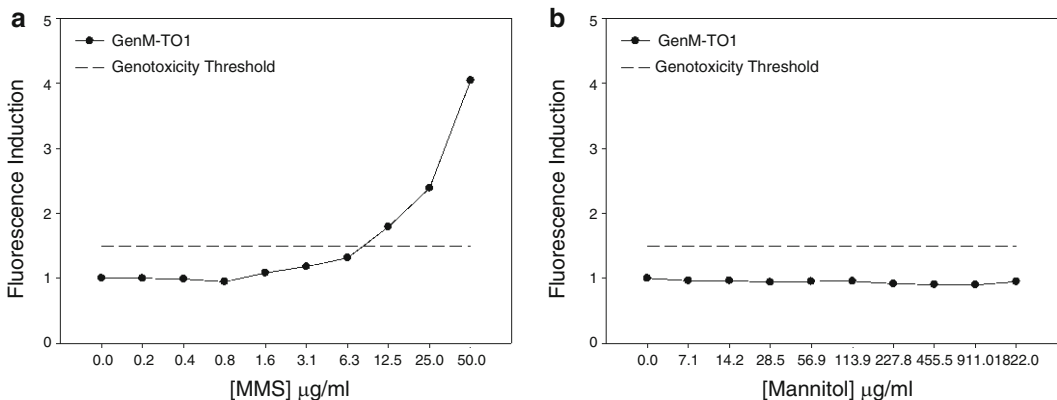 a
GenM-TO1
Genotoxicity Threshold
Fluorescence Induction
5
4
3
2
1
0
0.0 0.2 0.4 0.8 1.6 3.1 6.3 12.5 25.0 50.0
[MMS] µg/ml
b
GenM-TO1
Genotoxicity Threshold
Fluorescence Induction
5
4
3
2
1
0
0.0 7.1 14.2 28.5 56.9 113.9 227.8 455.5 911.01822.0
[Mannitol] µg/ml